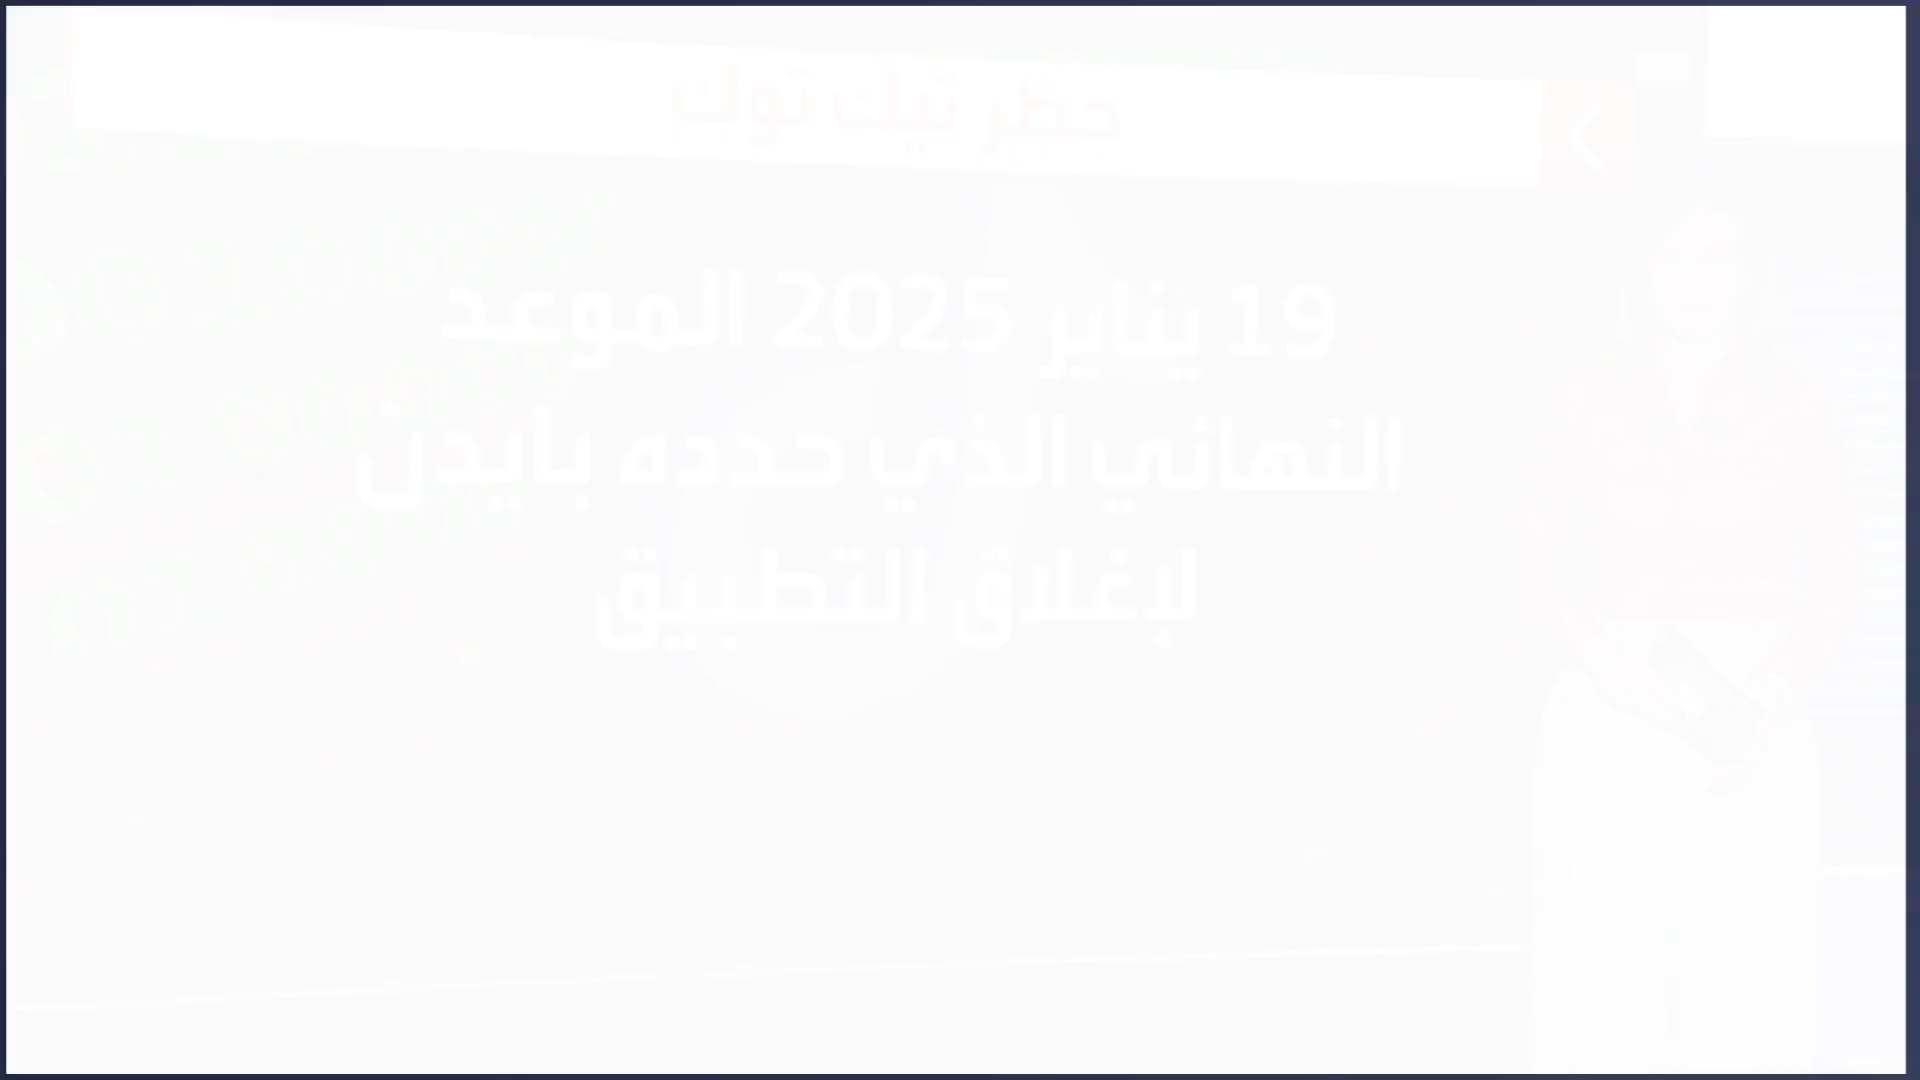 حظر تيك توك
19 يناير 2025 الموعد
النهائي الذي حدده بايدن
لإغلاق التطبيق